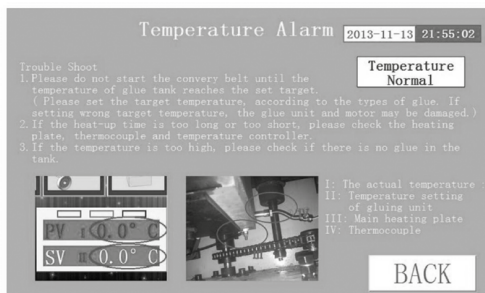 Temperature Alarm
2013-11-13 21:55:02
Temperature
Normal
Trouble Shoot
1.Please do not start the convery belt until the
temperature of glue tank reaches the set target.
( Please set the target temperature, according to the types of glue. If
setting wrong target temperature, the glue unit and motor may be damaged.)
2.If the heat-up time is too long or too short, please check the heating
plate, thermocouple and temperature controller.
3.If the temperature is too high, please check if there is no glue in the
tank.
PV I 0.0° C
SV II 0.0° C
III
I: The actual temperature
II: Temperature setting
of gluing unit
III: Main heating plate
IV: Thermocouple
BACK